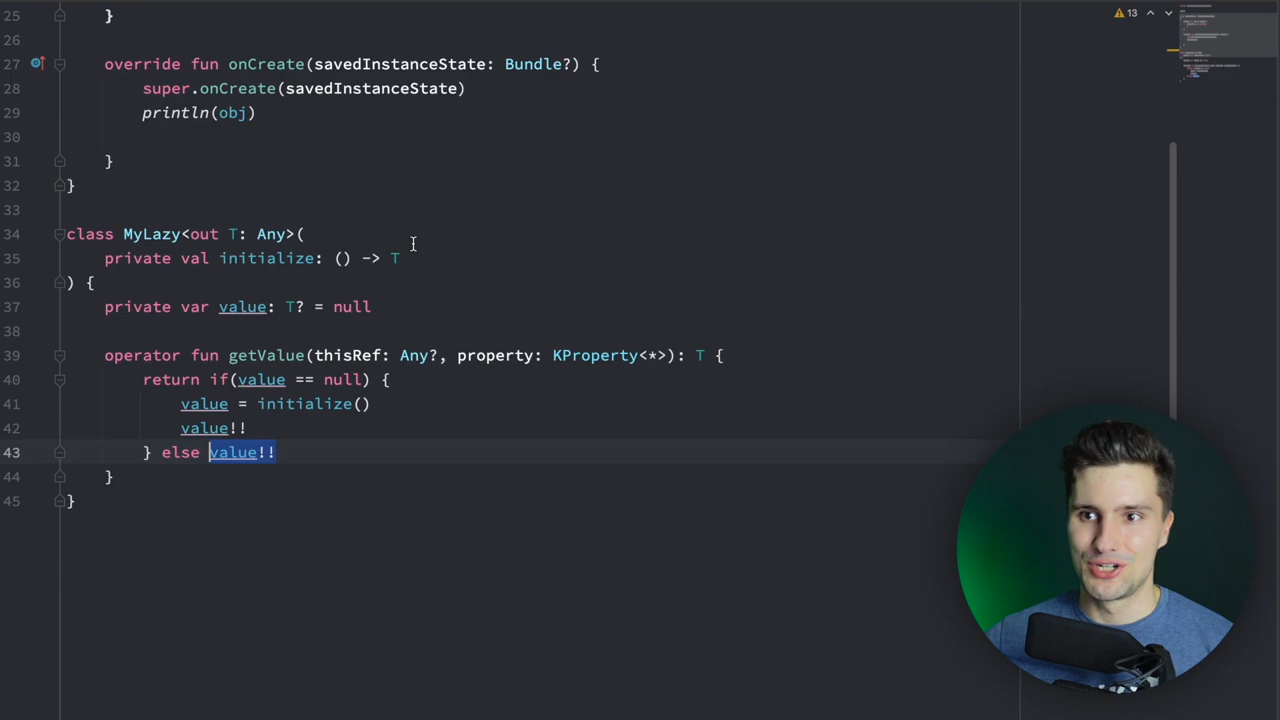 25 }
26
27 override fun onCreate(savedInstanceState: Bundle?) {
28 super.onCreate(savedInstanceState)
29 println(obj)
30
31 }
32 }
33
34 class MyLazy<out T: Any>(
35 private val initialize: () -> T
36 ) {
37 private var value: T? = null
38
39 operator fun getValue(thisRef: Any?, property: KProperty<*>): T {
40 return if(value == null) {
41 value = initialize()
42 value!!
43 } else value!!
44 }
45 }
13